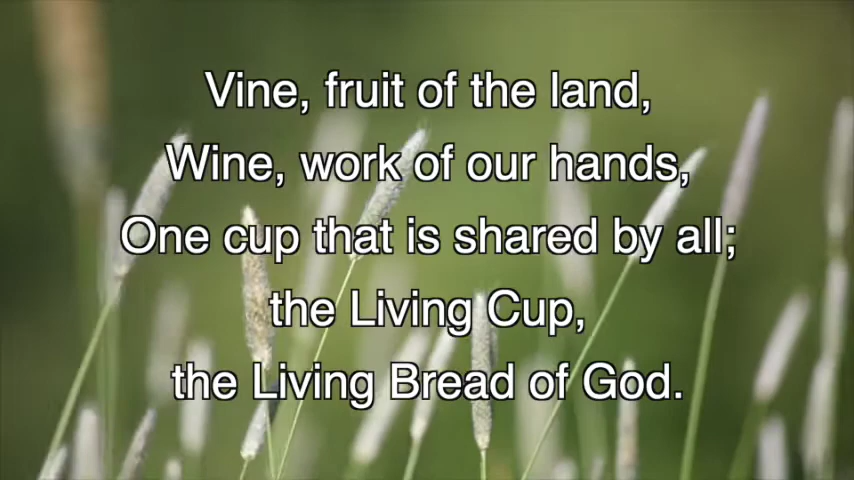 Vine, fruit of the land,
Wine, work of our hands,
One cup that is shared by all;
the Living Cup,
the Living Bread of God.